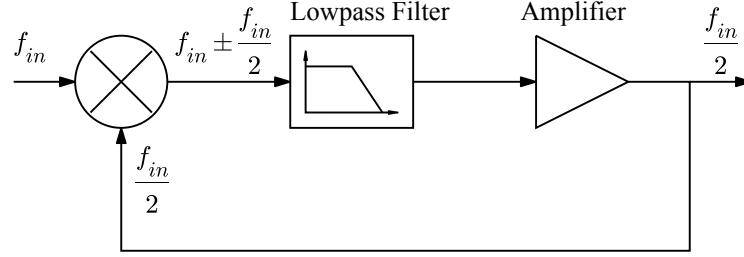 Lowpass Filter
Amplifier
f_in
f_in ± f_in/2
f_in/2
f_in/2